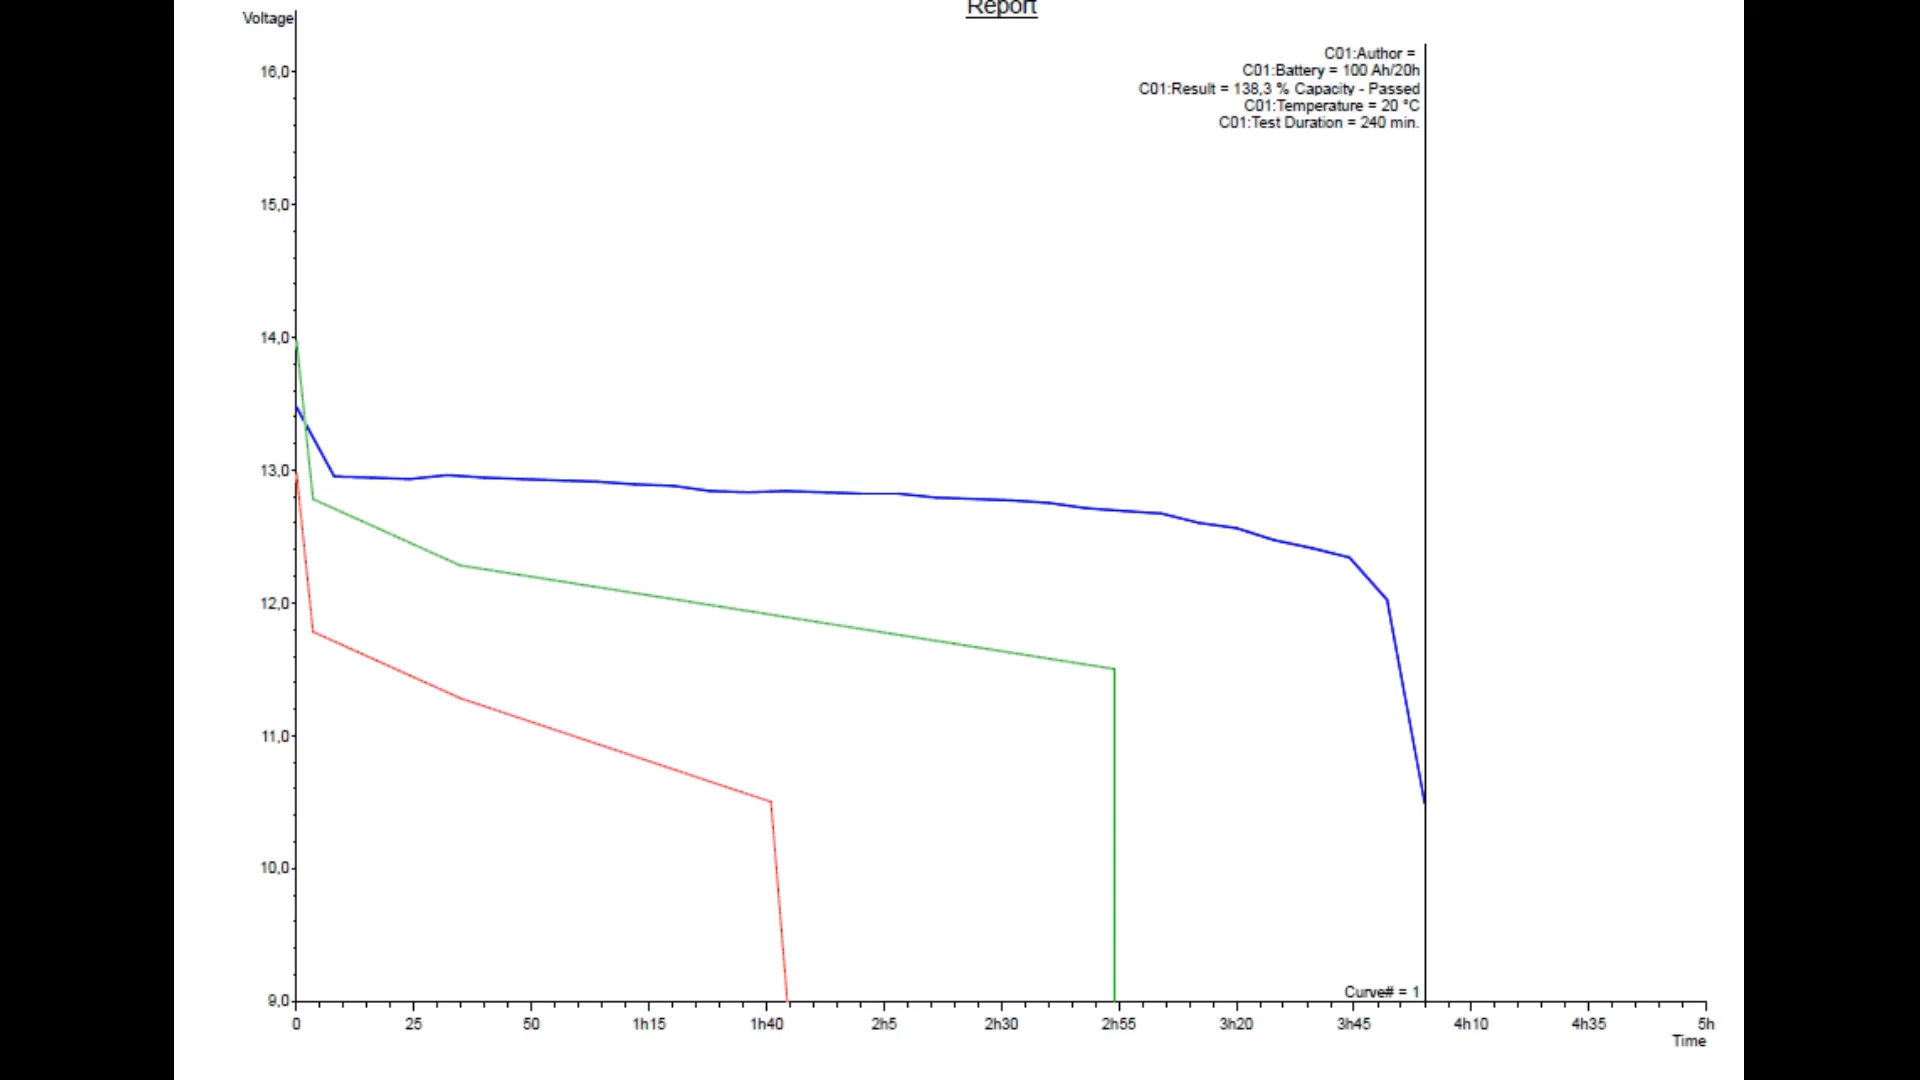 Report
Voltage
C01:Author =
C01:Battery = 100 Ah/20h
C01:Result = 138,3 % Capacity - Passed
C01:Temperature = 20 °C
C01:Test Duration = 240 min.
16,0
15,0
14,0
13,0
12,0
11,0
10,0
9,0
Curve# = 1
0 25 50 1h15 1h40 2h5 2h30 2h55 3h20 3h45 4h10 4h35 5h
Time